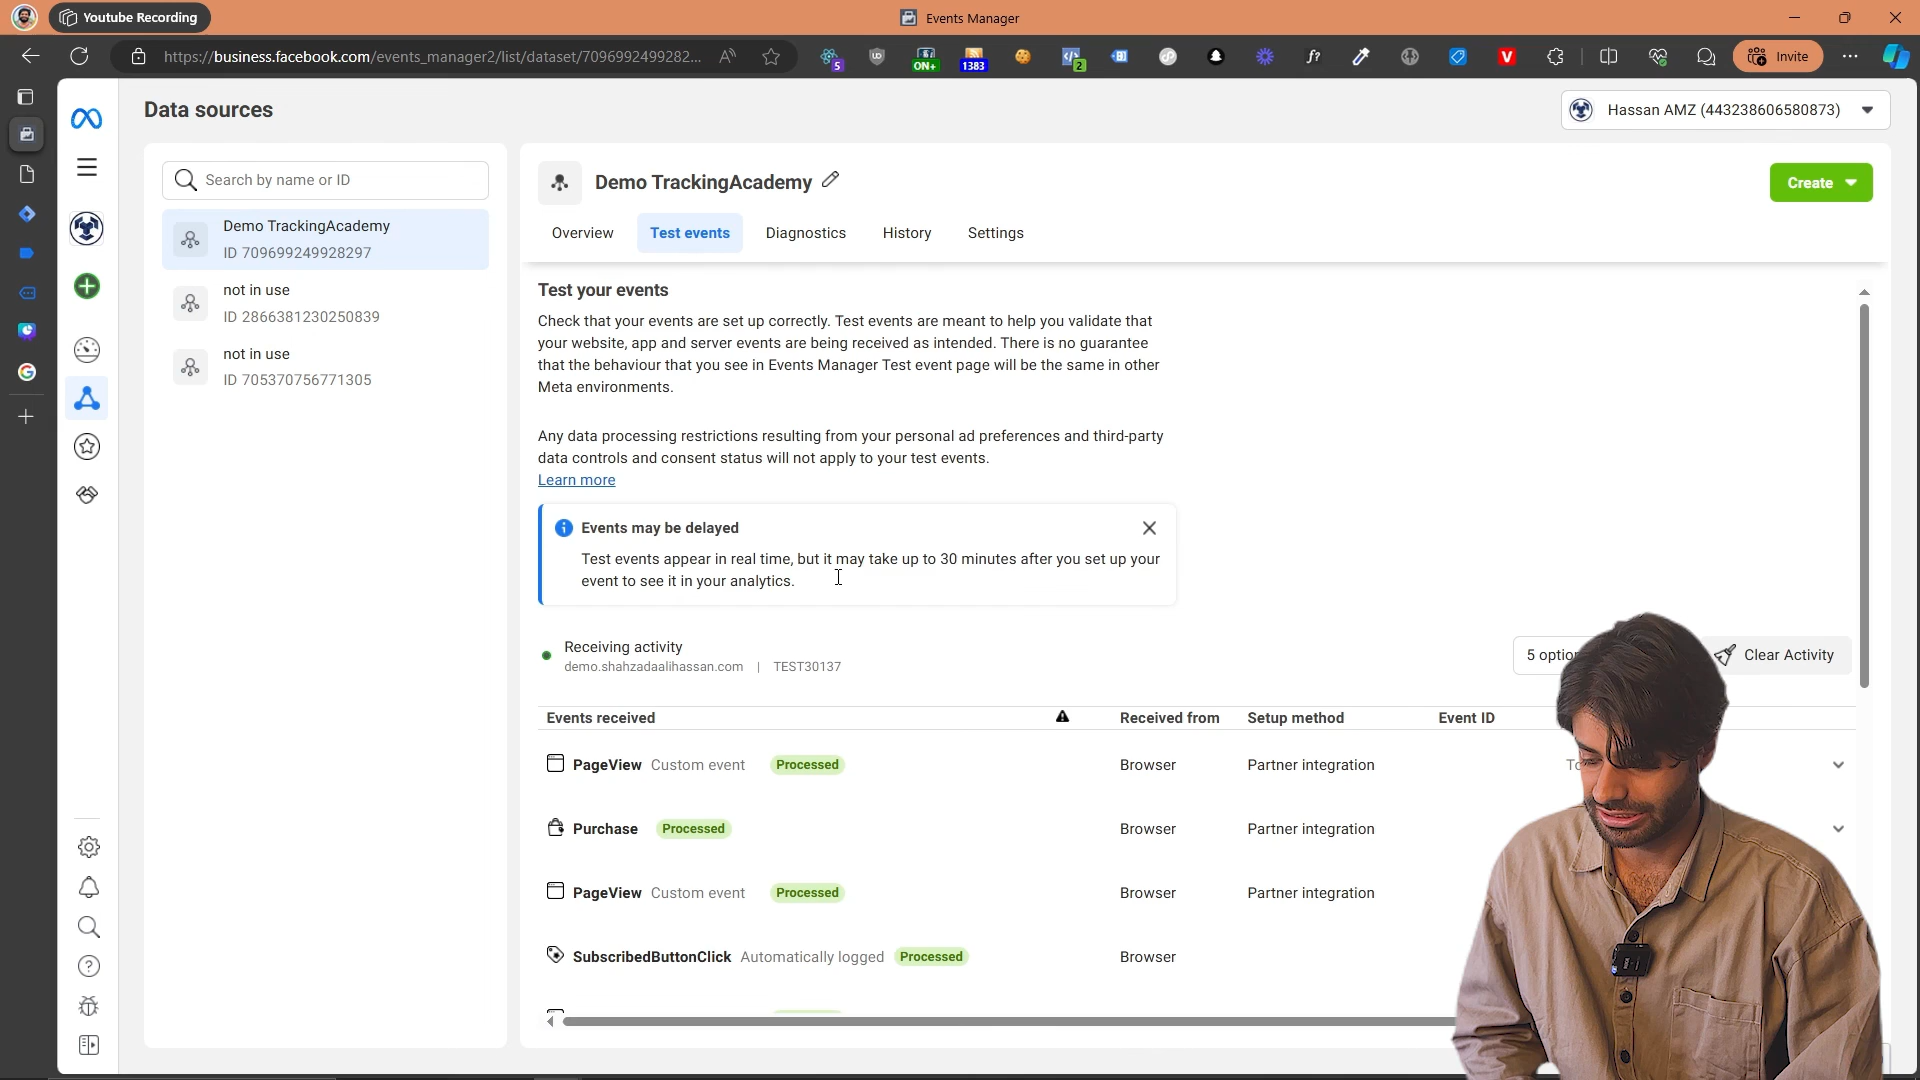 Youtube Recording
Events Manager
https://business.facebook.com/events_manager2/list/dataset/7096992499282...
5
ON+
1383
2
f?
V
Invite
Data sources
Hassan AMZ (443238606580873)
Search by name or ID
Demo TrackingAcademy
ID 709699249928297
not in use
ID 2866381230250839
not in use
ID 705370756771305
Demo TrackingAcademy
Create
Overview
Test events
Diagnostics
History
Settings
Test your events
Check that your events are set up correctly. Test events are meant to help you validate that
your website, app and server events are being received as intended. There is no guarantee
that the behaviour that you see in Events Manager Test event page will be the same in other
Meta environments.
Any data processing restrictions resulting from your personal ad preferences and third-party
data controls and consent status will not apply to your test events.
Learn more
Events may be delayed
Test events appear in real time, but it may take up to 30 minutes after you set up your
event to see it in your analytics.
Receiving activity
demo.shahzadaalihassan.com | TEST30137
5
Clear Activity
Events received
Received from
Setup method
Event ID
PageView Custom event Processed Browser Partner integration
Purchase Processed Browser Partner integration
PageView Custom event Processed Browser Partner integration
SubscribedButtonClick Automatically logged Processed Browser